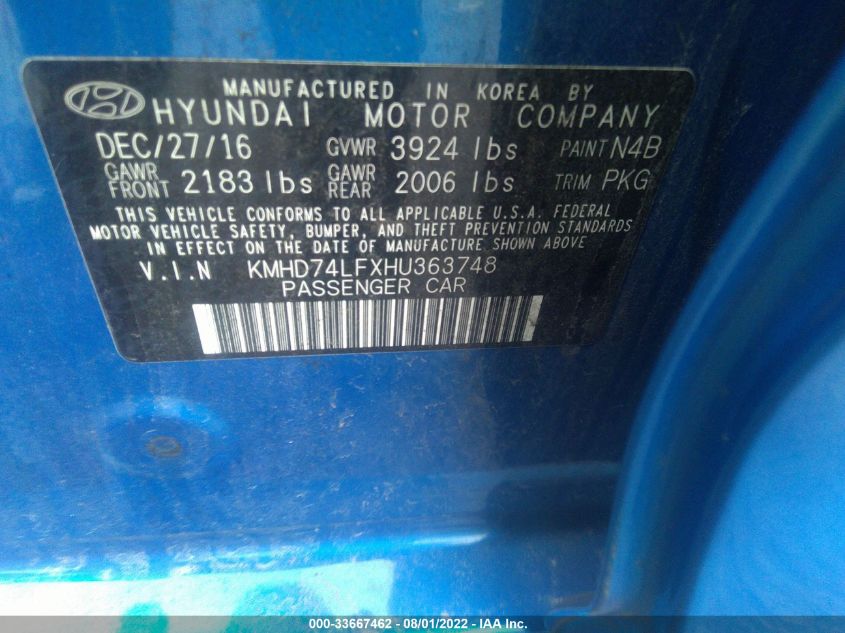 MANUFACTURED IN KOREA BY
HYUNDAI MOTOR COMPANY
DEC/27/16 GVWR 3924 lbs PAINT N4B
GAWR FRONT 2183 lbs GAWR REAR 2006 lbs TRIM PKG
THIS VEHICLE CONFORMS TO ALL APPLICABLE U.S.A. FEDERAL
MOTOR VEHICLE SAFETY, BUMPER, AND THEFT PREVENTION STANDARDS
IN EFFECT ON THE DATE OF MANUFACTURE SHOWN ABOVE
V.I.N KMHD74LFXHU363748
PASSENGER CAR
000-33667462 - 08/01/2022 - IAA Inc.